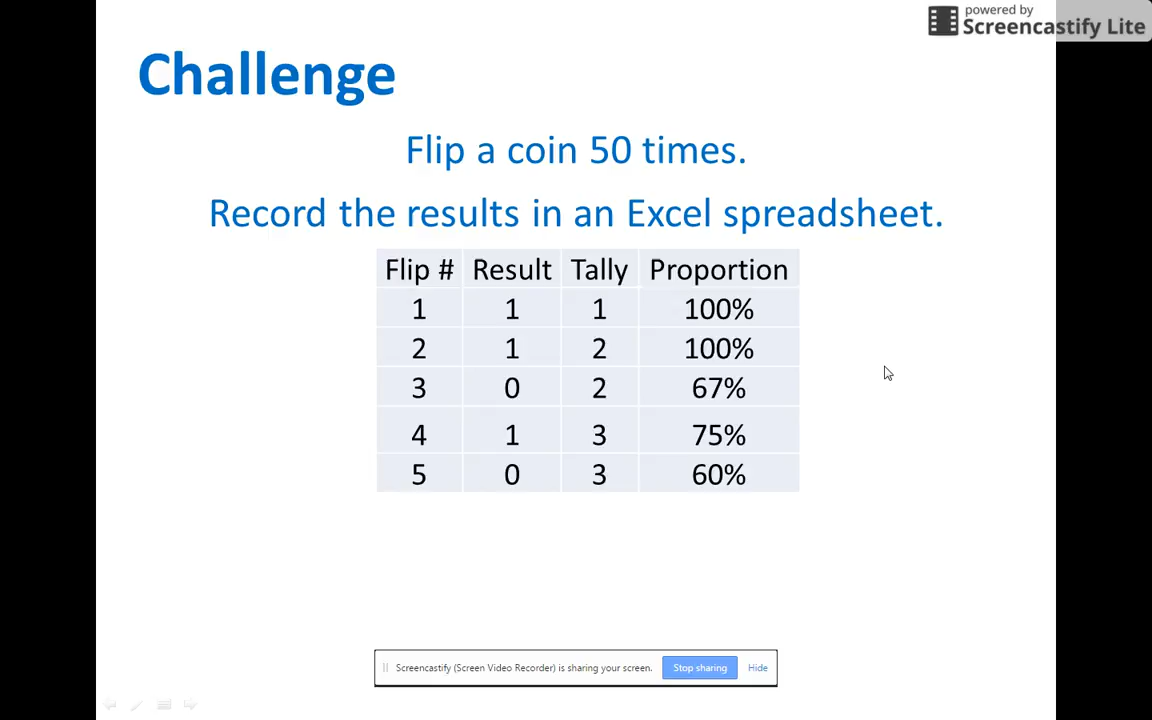 powered by
Screencastify Lite
Challenge
Flip a coin 50 times.
Record the results in an Excel spreadsheet.
Flip # Result Tally Proportion
1 1 1 100%
2 1 2 100%
3 0 2 67%
4 1 3 75%
5 0 3 60%
Screencastify (Screen Video Recorder) is sharing your screen. Stop sharing Hide